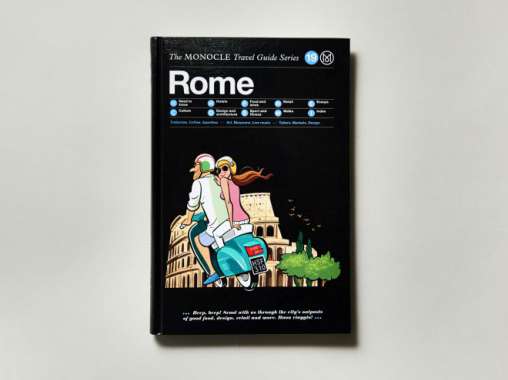 The MONOCLE Travel Guide Series 19 M
Rome
Need to know Hotels Food and drink Retail Essays
Culture Design and architecture Sport and fitness Walks Index
HSF
510
••• Beep, beep! Scoot with us through the city's outposts
of good food, design, retail and more. Buon viaggio! •••